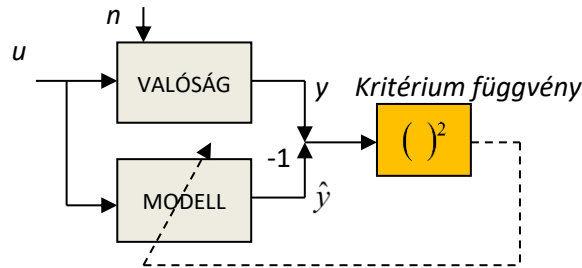 n
u
VALÓSÁG
y
Kritérium függvény
( )²
-1
MODELL
ŷ